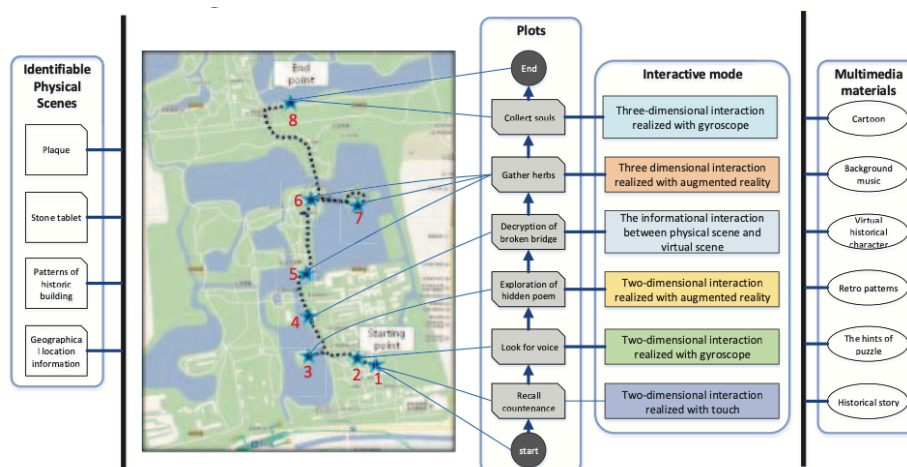 Identifiable
Physical
Scenes
Plaque
Stone tablet
Patterns of
historic
building
Geographica
l location
information
End
point
8
6
7
5
4
Starting
point
3
2
1
Plots
End
Collect souls
Gather herbs
Decryption of
broken bridge
Exploration of
hidden poem
Look for voice
Recall
countenance
start
Interactive mode
Three-dimensional interaction
realized with gyroscope
Three dimensional interaction
realized with augmented reality
The informational interaction
between physical scene and
virtual scene
Two-dimensional interaction
realized with augmented reality
Two-dimensional interaction
realized with gyroscope
Two-dimensional interaction
realized with touch
Multimedia
materials
Cartoon
Background
music
Virtual
historical
character
Retro patterns
The hints of
puzzle
Historical story